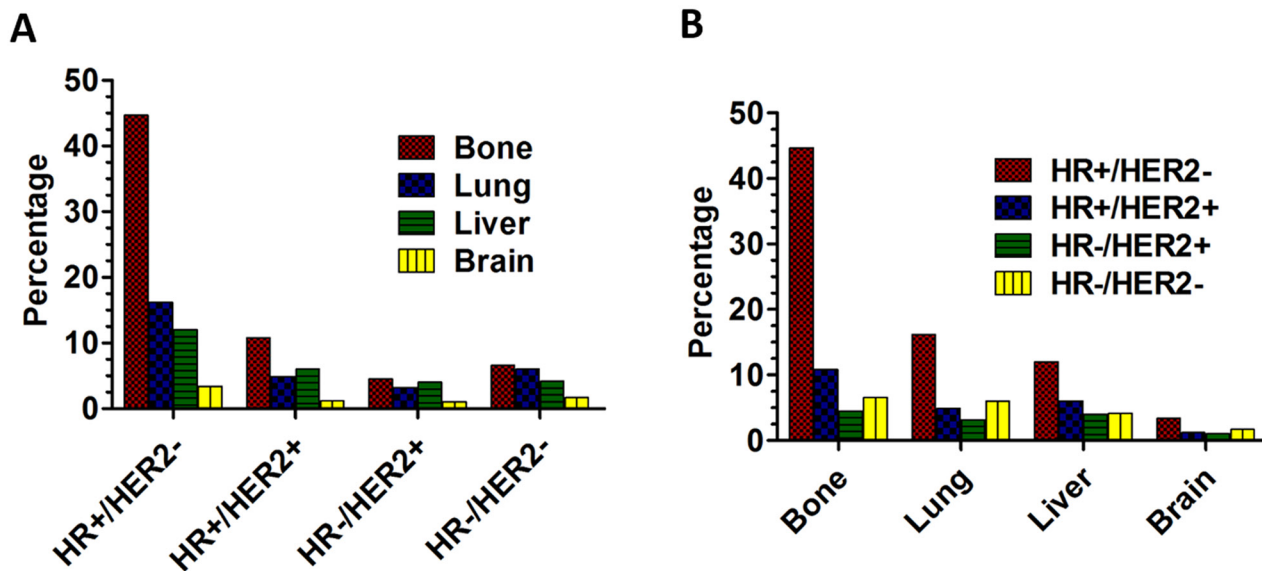 A
Percentage
50
40
30
20
10
0
Bone
Lung
Liver
Brain
HR+/HER2-
HR+/HER2+
HR-/HER2+
HR-/HER2-
B
Percentage
50
40
30
20
10
0
HR+/HER2-
HR+/HER2+
HR-/HER2+
HR-/HER2-
Bone
Lung
Liver
Brain